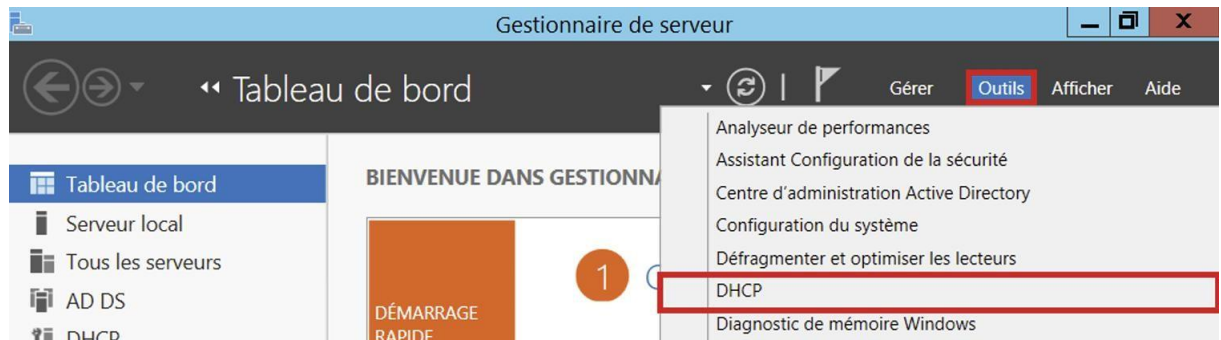 Gestionnaire de serveur
Tableau de bord
Gérer Outils Afficher Aide
Tableau de bord
Serveur local
Tous les serveurs
AD DS
DHCP
BIENVENUE DANS GESTIONNA
DÉMARRAGE
RAPIDE
1
Analyseur de performances
Assistant Configuration de la sécurité
Centre d'administration Active Directory
Configuration du système
Défragmenter et optimiser les lecteurs
DHCP
Diagnostic de mémoire Windows